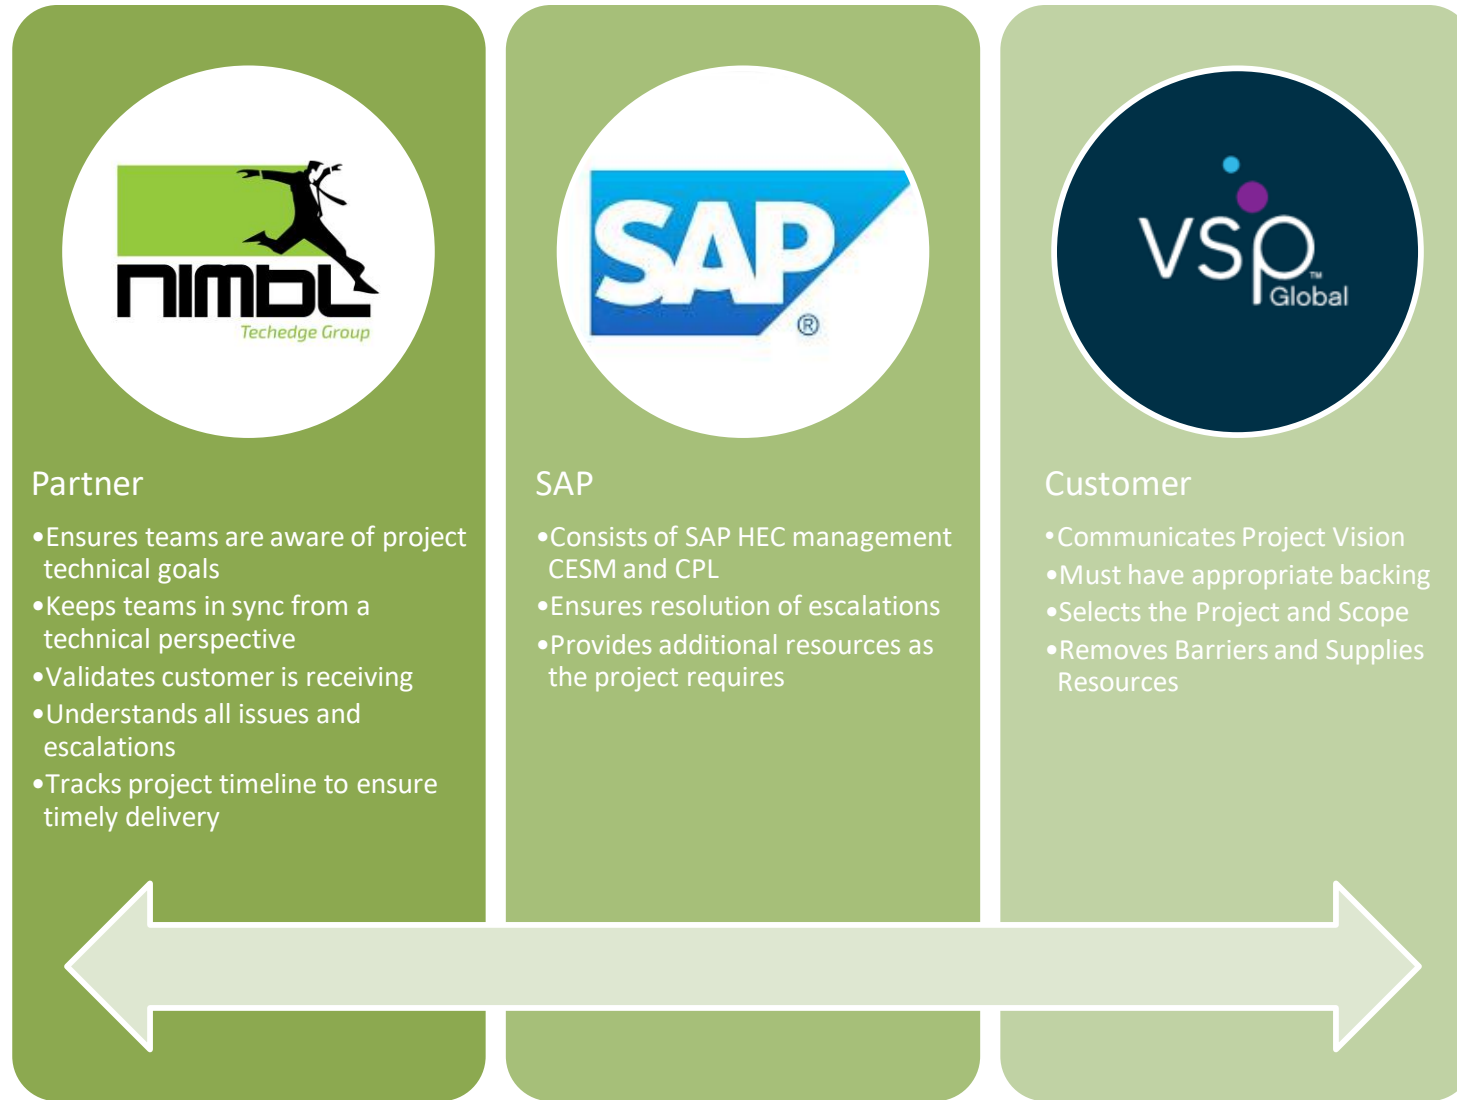 nimbl
Techedge Group
SAP
®
vsp™
Global
Partner
•Ensures teams are aware of project
technical goals
•Keeps teams in sync from a
technical perspective
•Validates customer is receiving
•Understands all issues and
escalations
•Tracks project timeline to ensure
timely delivery
SAP
•Consists of SAP HEC management
CESM and CPL
•Ensures resolution of escalations
•Provides additional resources as
the project requires
Customer
•Communicates Project Vision
•Must have appropriate backing
•Selects the Project and Scope
•Removes Barriers and Supplies
Resources